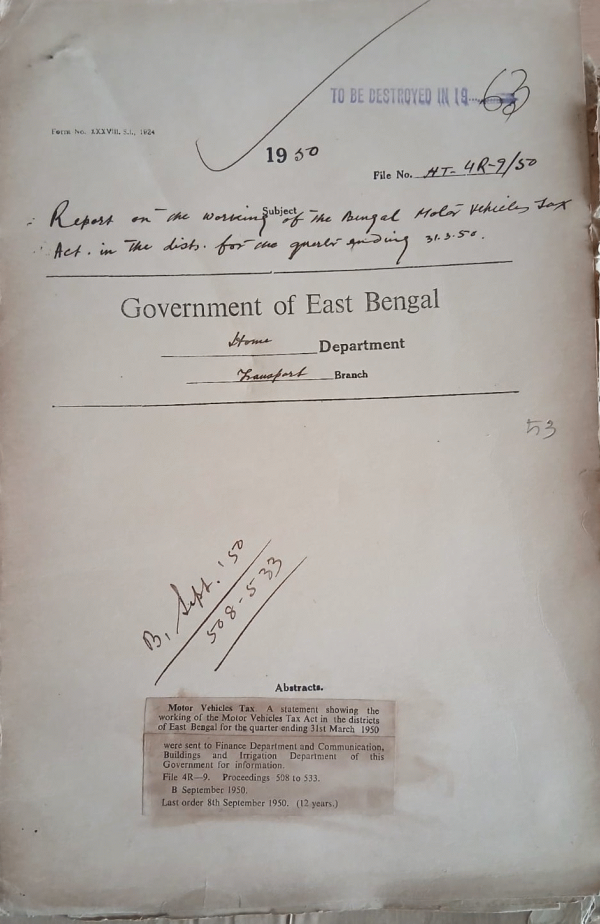 TO BE DESTROYED IN 19 63
Form No. XXXVIII. S.I., 1924
19 50
File No. HT- 4R-9/50
Subject
Report on the working of the Bengal Motor Vehicles Tax
Act. in the dists. for the quarter ending 31.3.50.
Government of East Bengal
Home Department
Transport Branch
53
B, Sept. '50
508-533
Abstracts.
Motor Vehicles Tax A statement showing the
working of the Motor Vehicles Tax Act in the districts
of East Bengal for the quarter ending 31st March 1950
were sent to Finance Department and Communication,
Buildings and Irrigation Department of this
Government for information.
File 4R—9. Proceedings 508 to 533.
B September 1950.
Last order 8th September 1950. (12 years.)